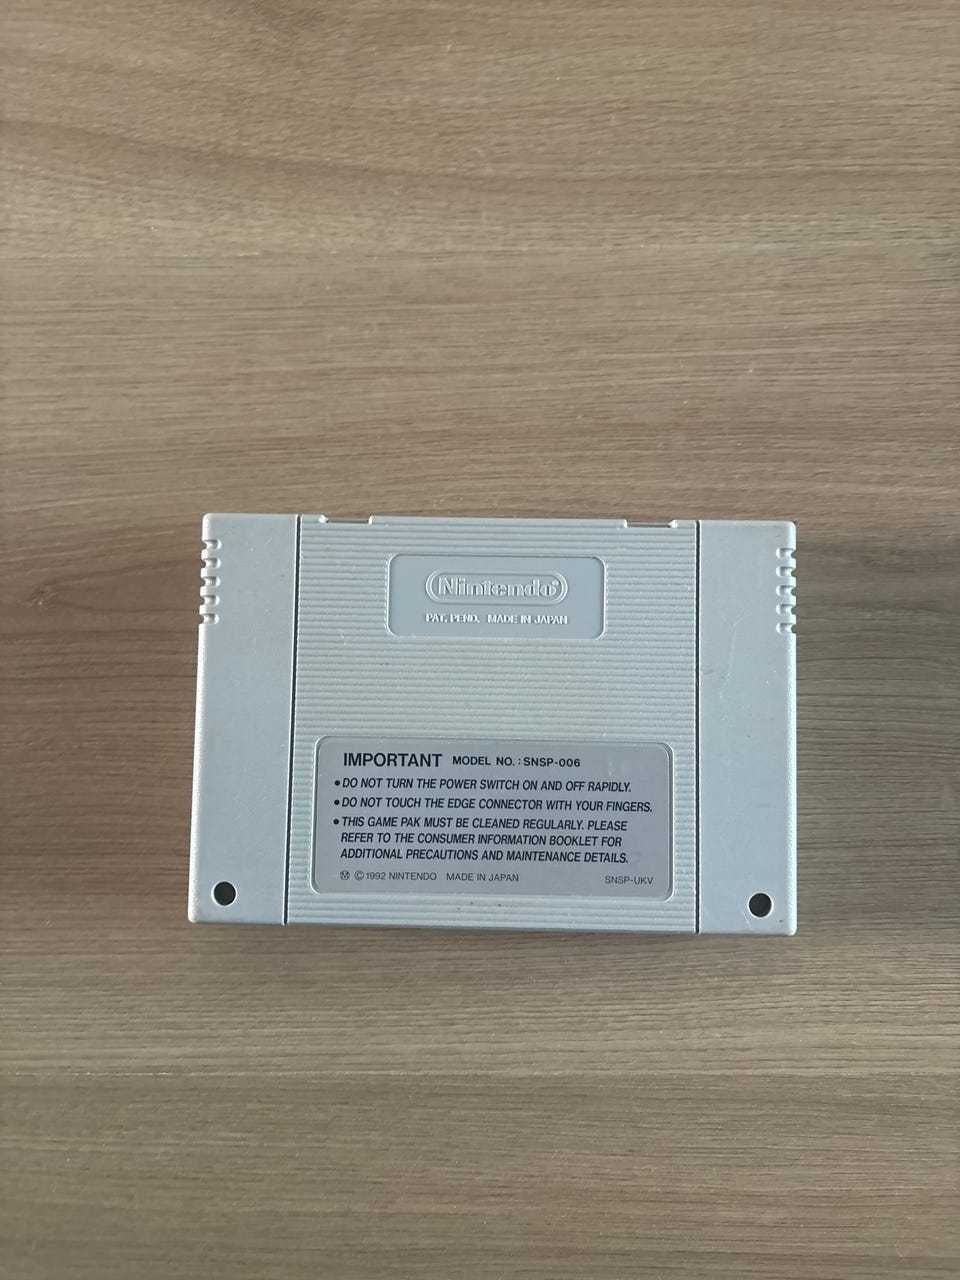 Nintendo®
PAT. PEND. MADE IN JAPAN
IMPORTANT MODEL NO.: SNSP-006
●DO NOT TURN THE POWER SWITCH ON AND OFF RAPIDLY.
●DO NOT TOUCH THE EDGE CONNECTOR WITH YOUR FINGERS.
●THIS GAME PAK MUST BE CLEANED REGULARLY. PLEASE
REFER TO THE CONSUMER INFORMATION BOOKLET FOR
ADDITIONAL PRECAUTIONS AND MAINTENANCE DETAILS.
Ⓜ ©1992 NINTENDO MADE IN JAPAN SNSP-UKV